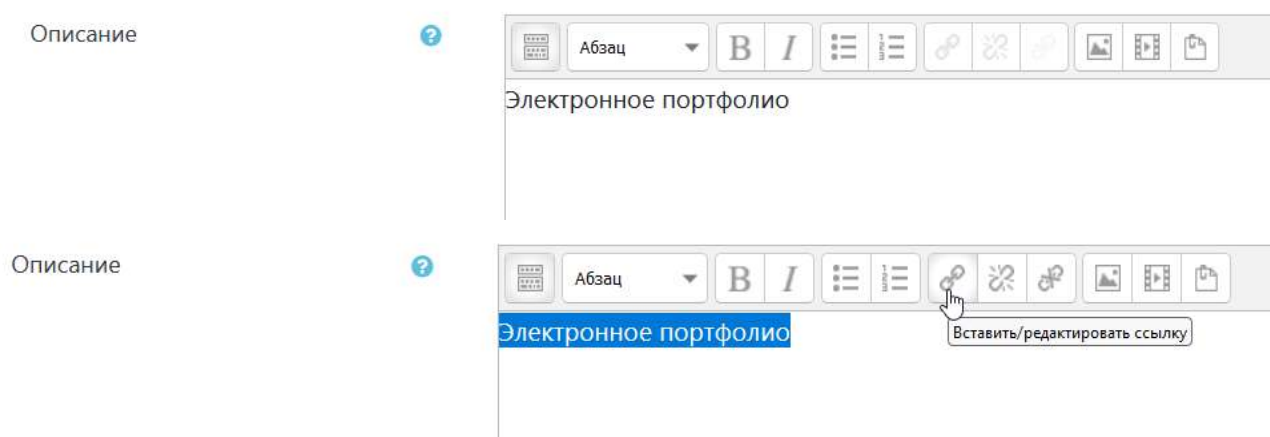 Описание
Абзац
B I
Электронное портфолио
Описание
Абзац
B I
Электронное портфолио
Вставить/редактировать ссылку